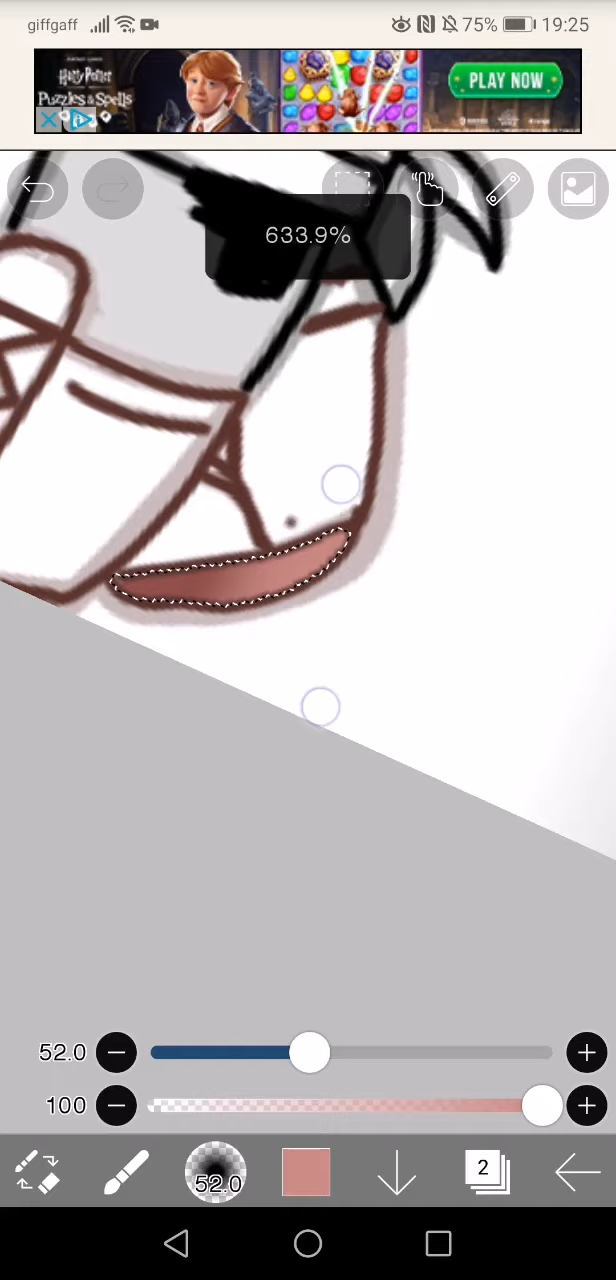 giffgaff 75% 19:25
Harry Potter
Puzzles & Spells
PLAY NOW
633.9%
52.0
100
52.0
2